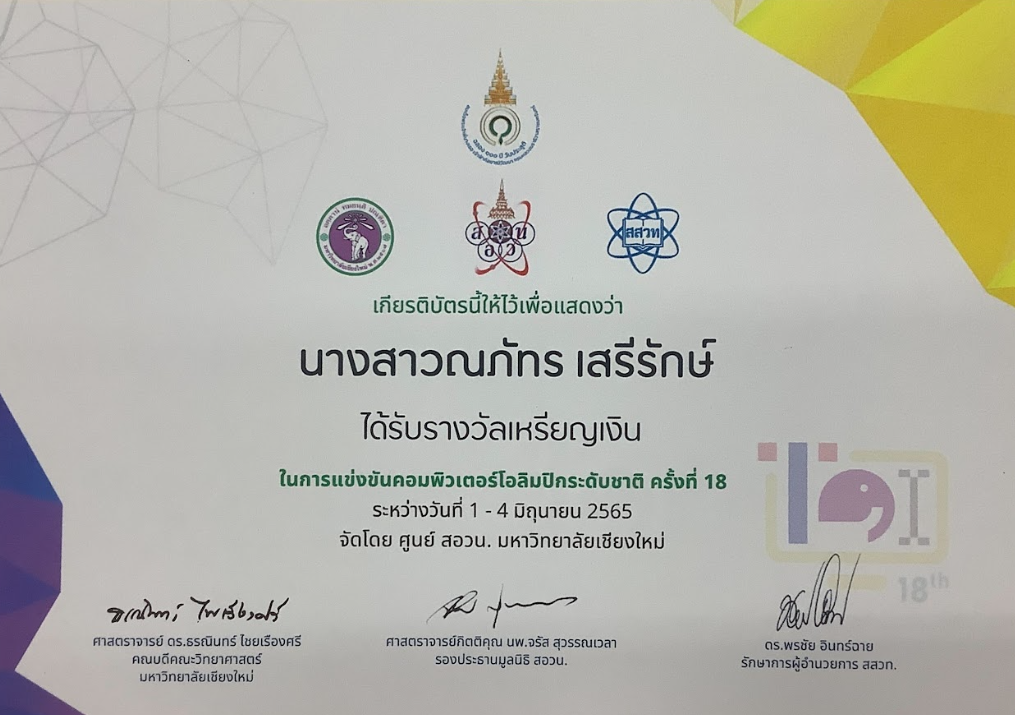 สสวท
สอวน
เกียรติบัตรนี้ให้ไว้เพื่อแสดงว่า
นางสาวณภัทร เสรีรักษ์
ได้รับรางวัลเหรียญเงิน
ในการแข่งขันคอมพิวเตอร์โอลิมปิกระดับชาติ ครั้งที่ 18
ระหว่างวันที่ 1 - 4 มิถุนายน 2565
จัดโดย ศูนย์ สอวน. มหาวิทยาลัยเชียงใหม่
18th
ศาสตราจารย์ ดร.ธรณินทร์ ไชยเรืองศรี
คณบดีคณะวิทยาศาสตร์
มหาวิทยาลัยเชียงใหม่
ศาสตราจารย์กิตติคุณ นพ.จรัส สุวรรณเวลา
รองประธานมูลนิธิ สอวน.
ดร.พรชัย อินทร์ฉาย
รักษาการผู้อำนวยการ สสวท.